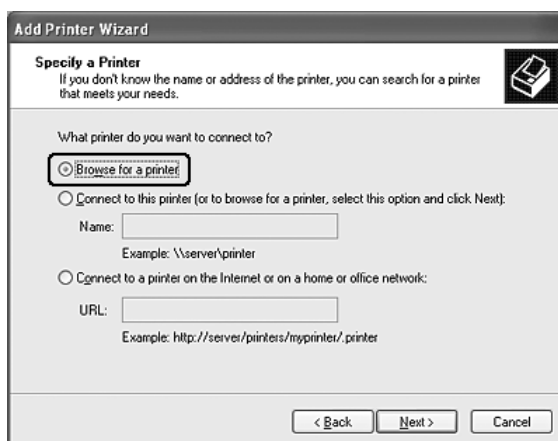 Add Printer Wizard
Specify a Printer
If you don't know the name or address of the printer, you can search for a printer
that meets your needs.
What printer do you want to connect to?
Browse for a printer
Connect to this printer (or to browse for a printer, select this option and click Next):
Name:
Example: \\server\printer
Connect to a printer on the Internet or on a home or office network:
URL:
Example: http://server/printers/myprinter/.printer
< Back Next > Cancel